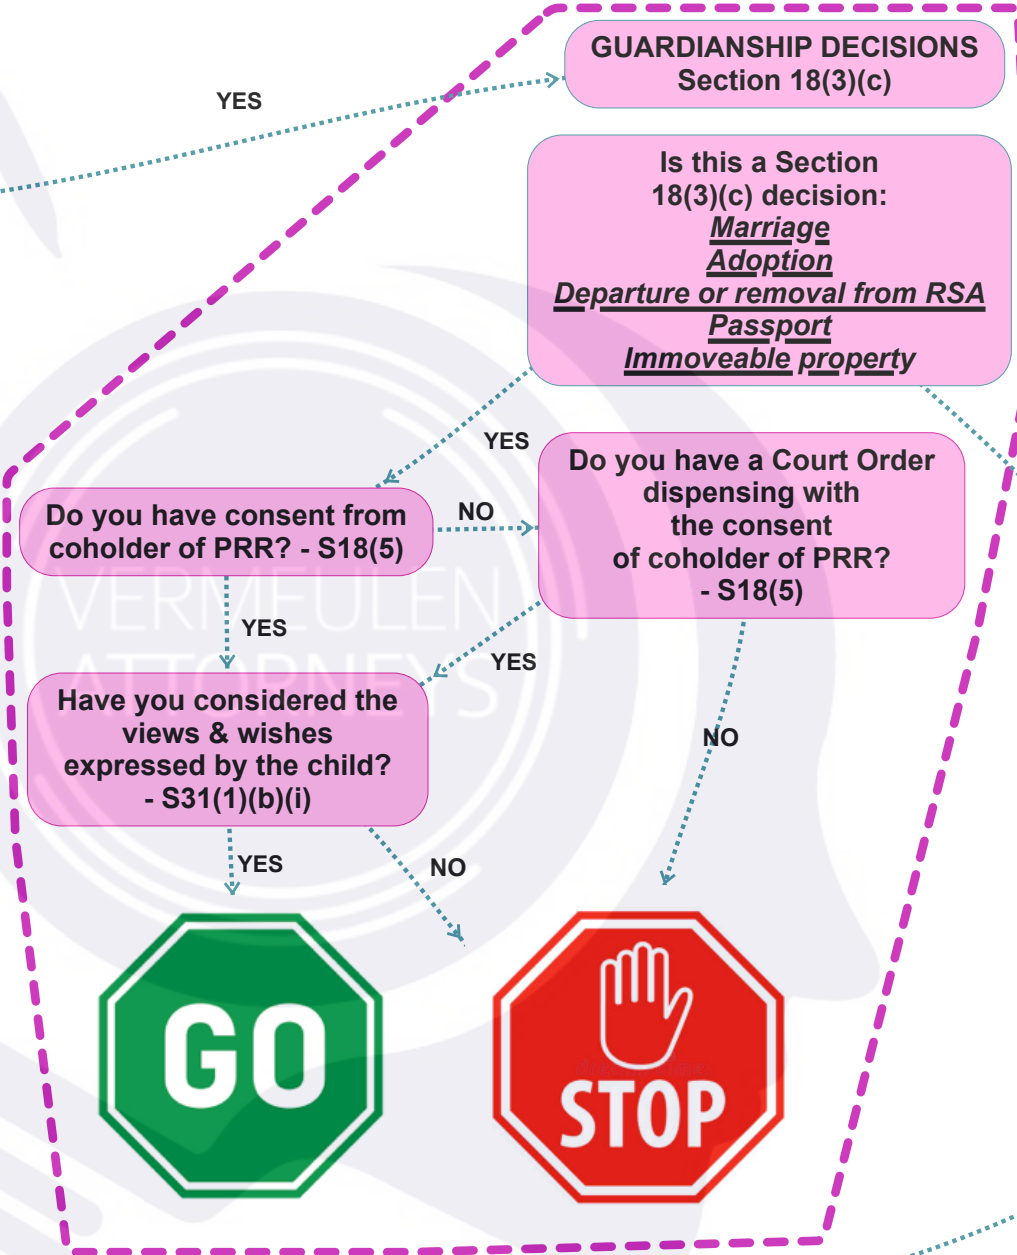 GUARDIANSHIP DECISIONS
Section 18(3)(c)
YES
Is this a Section
18(3)(c) decision:
Marriage
Adoption
Departure or removal from RSA
Passport
Immoveable property
YES
Do you have a Court Order
dispensing with
the consent
of coholder of PRR?
- S18(5)
Do you have consent from
coholder of PRR? - S18(5)
NO
VERMEULEN
ATTORNEYS
YES
YES
Have you considered the
views & wishes
expressed by the child?
- S31(1)(b)(i)
NO
YES
NO
GO
STOP